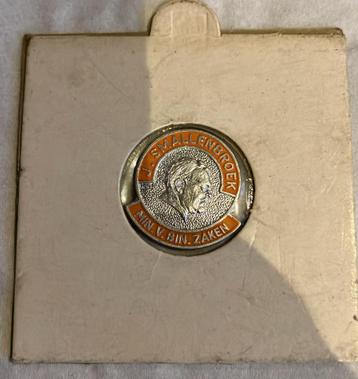 J. SMALLENBROEK
MIN. V. BIN. ZAKEN